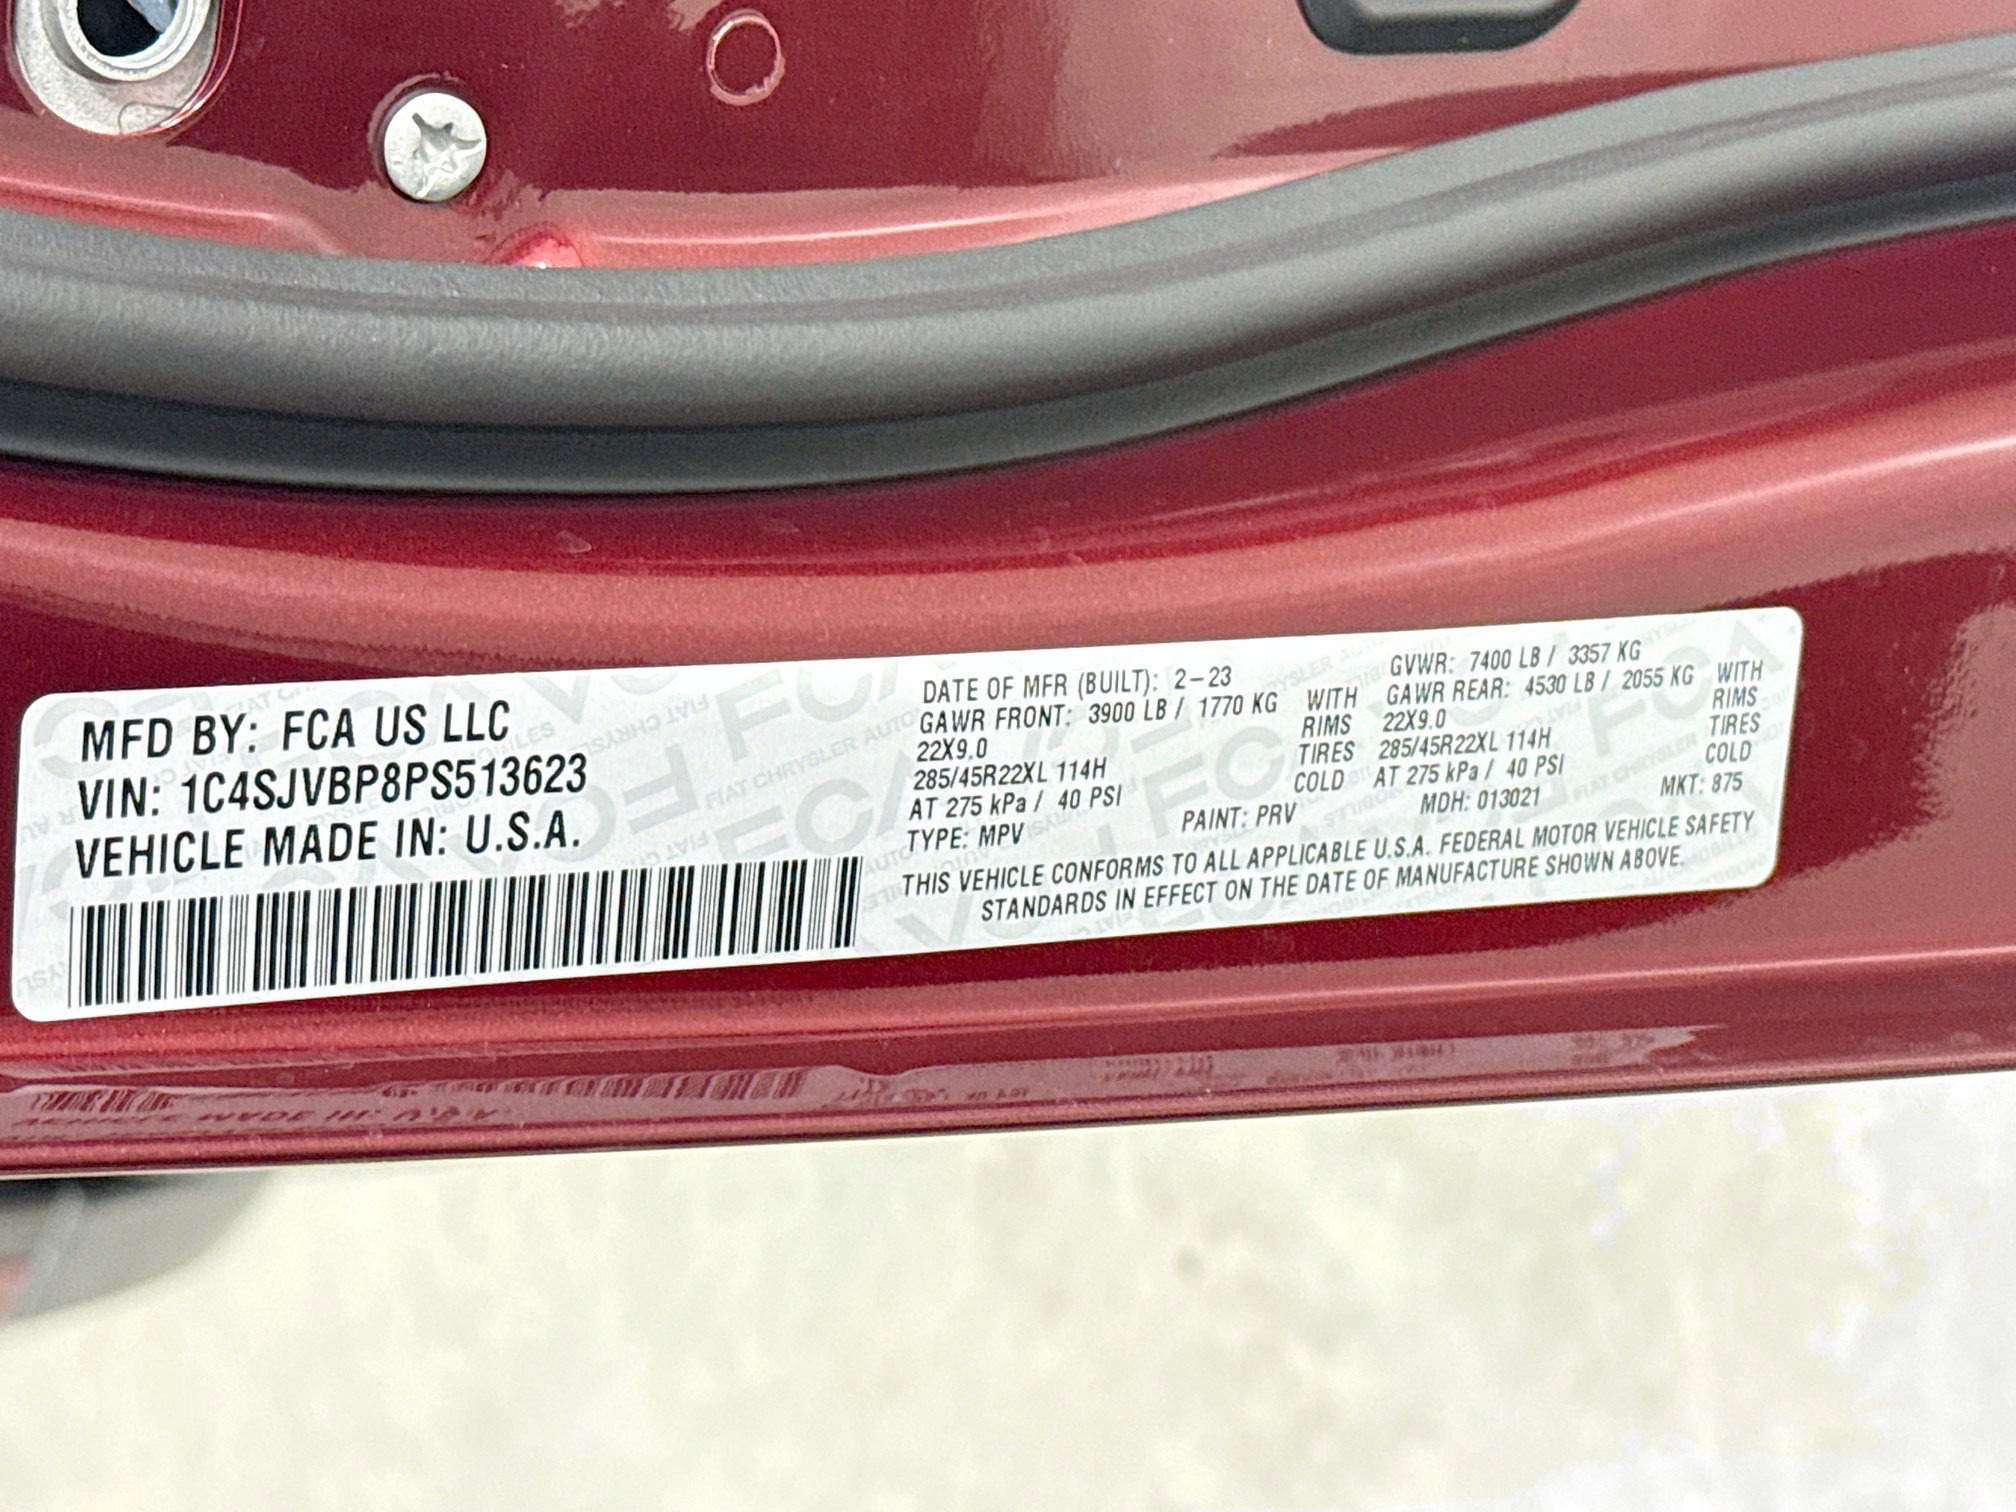 MFD BY: FCA US LLC
VIN: 1C4SJVBP8PS513623
VEHICLE MADE IN: U.S.A.
DATE OF MFR (BUILT): 2-23
GAWR FRONT: 3900 LB / 1770 KG WITH
22X9.0 RIMS
285/45R22XL 114H TIRES
AT 275 kPa / 40 PSI COLD
TYPE: MPV
PAINT: PRV
GVWR: 7400 LB / 3357 KG
GAWR REAR: 4530 LB / 2055 KG WITH
22X9.0 RIMS
285/45R22XL 114H TIRES
AT 275 kPa / 40 PSI COLD
MDH: 013021
MKT: 875
THIS VEHICLE CONFORMS TO ALL APPLICABLE U.S.A. FEDERAL MOTOR VEHICLE SAFETY
STANDARDS IN EFFECT ON THE DATE OF MANUFACTURE SHOWN ABOVE.